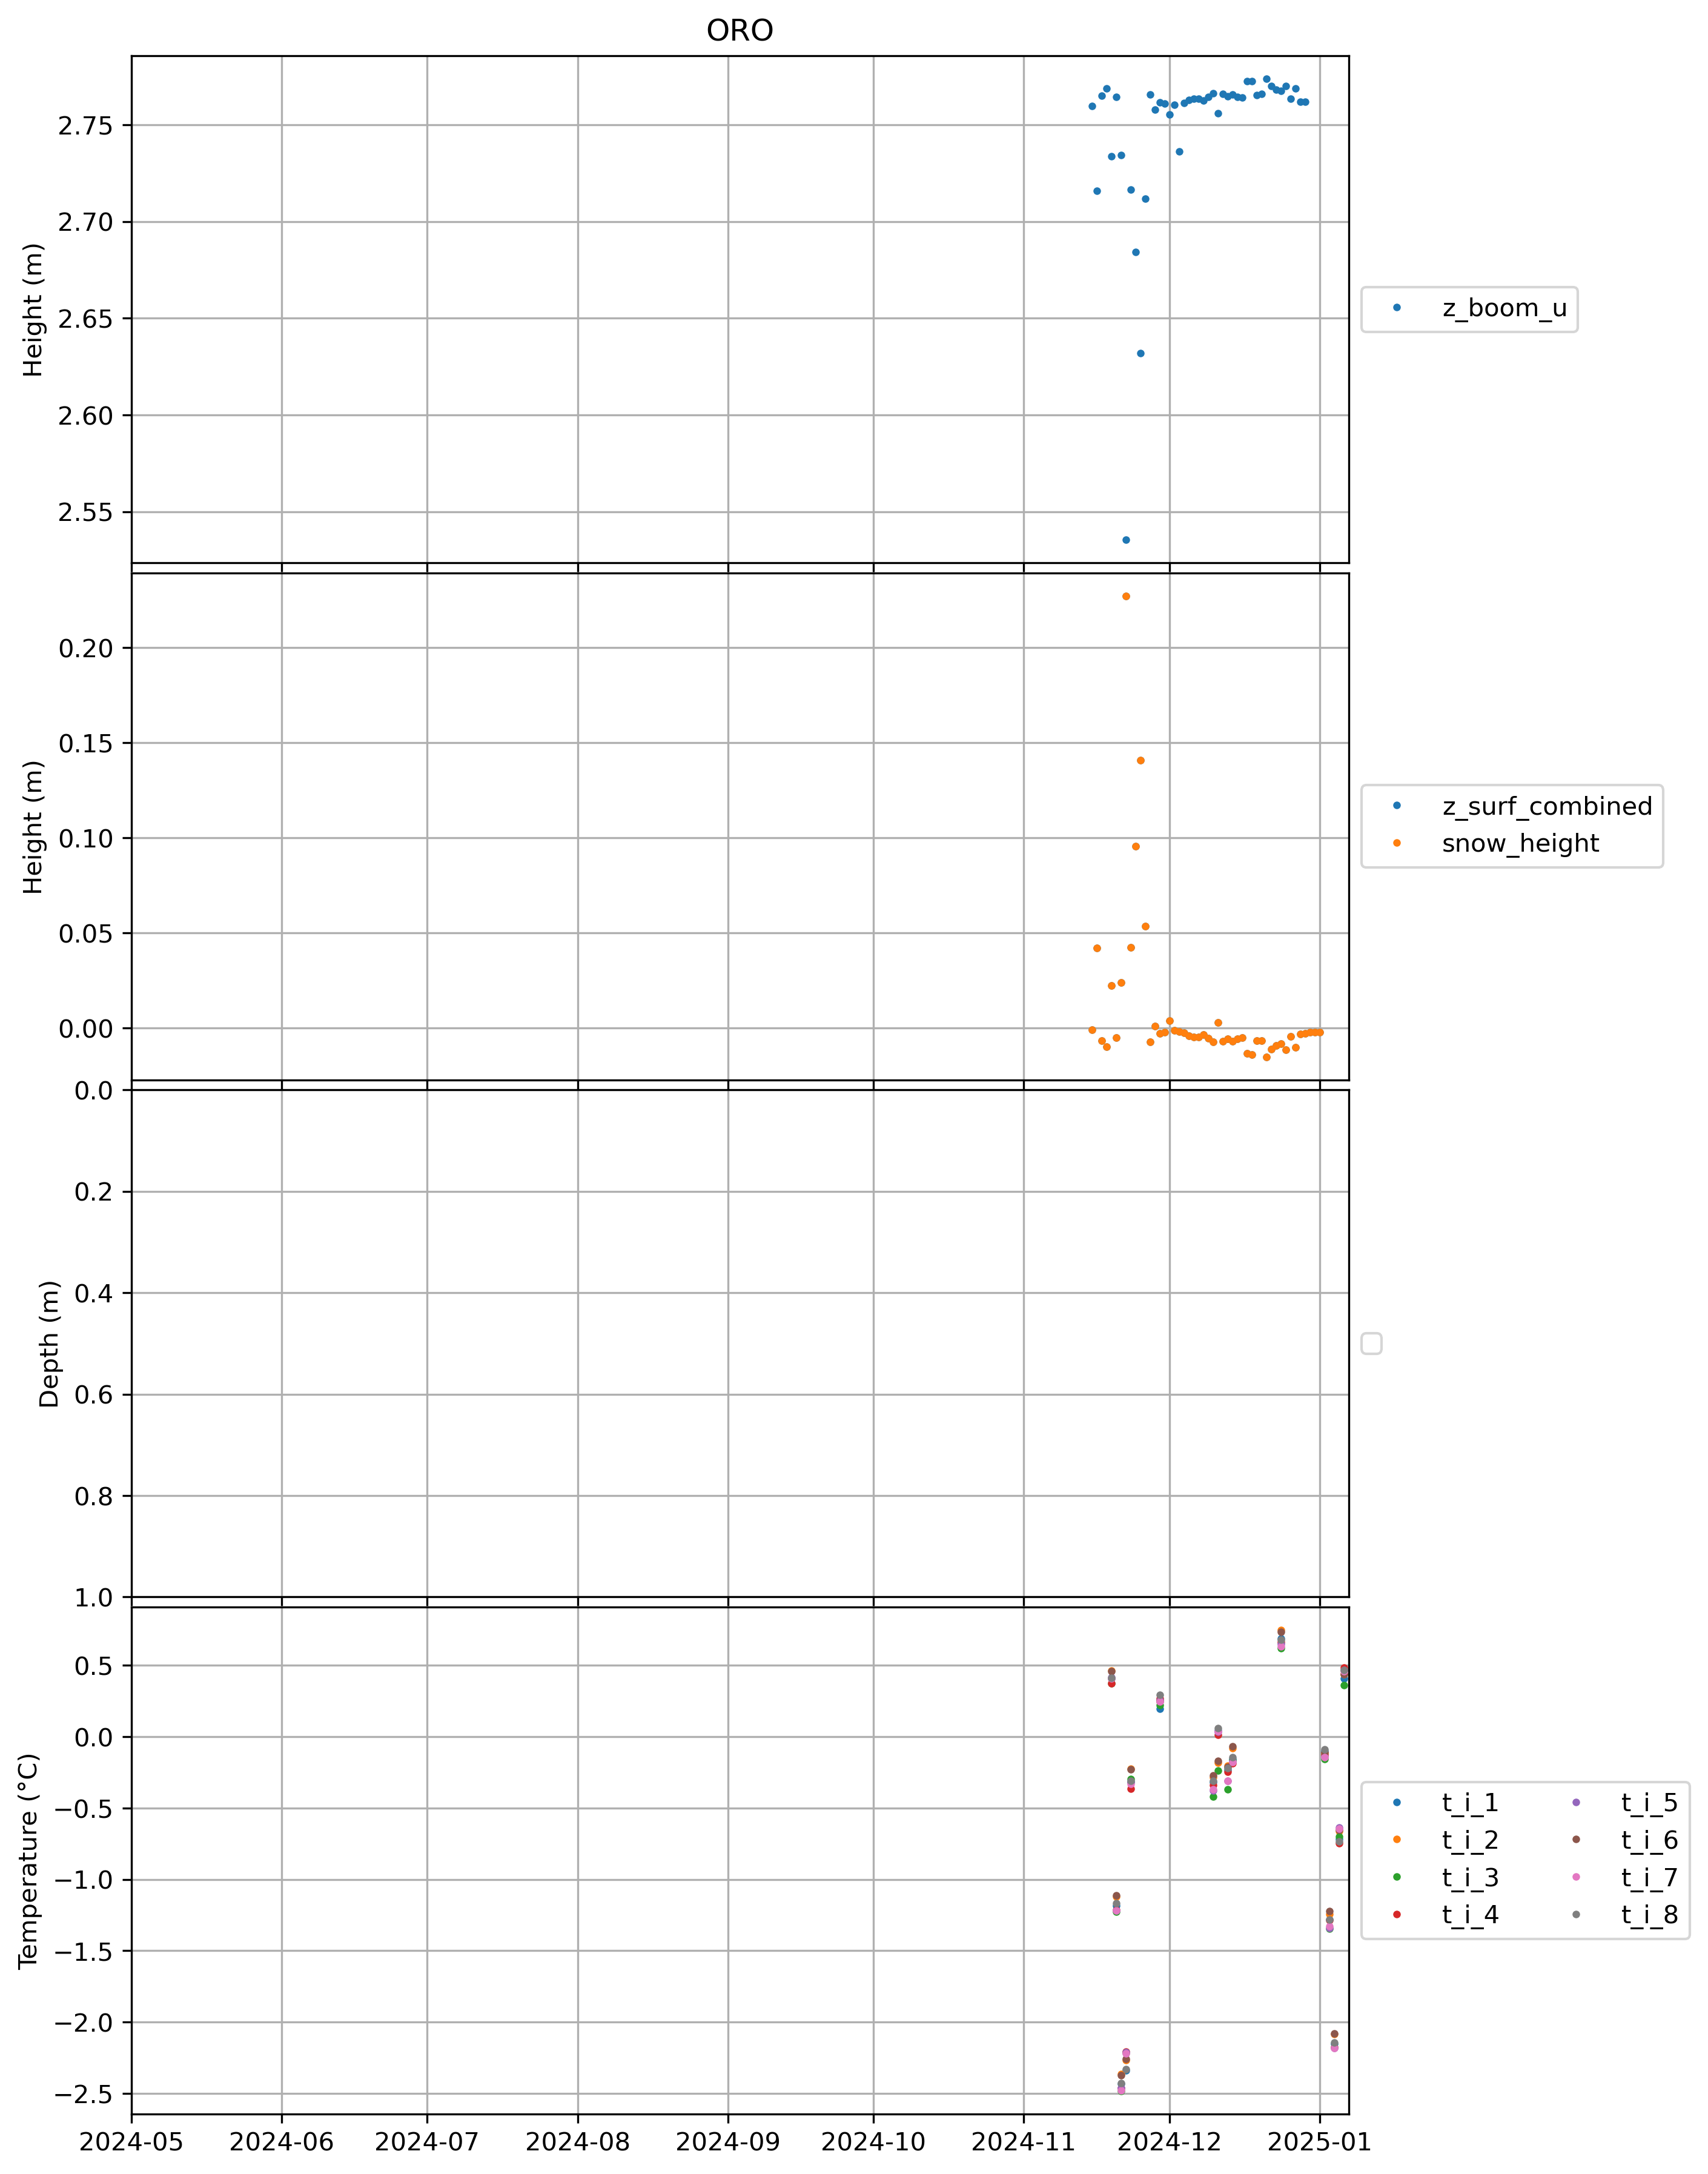 ORO
2.75
2.70
2.65
2.60
2.55
Height (m)
z_boom_u
0.20
0.15
0.10
0.05
0.00
Height (m)
z_surf_combined
snow_height
0.0
0.2
0.4
0.6
0.8
1.0
Depth (m)
0.5
0.0
−0.5
−1.0
−1.5
−2.0
−2.5
Temperature (°C)
t_i_1 t_i_5
t_i_2 t_i_6
t_i_3 t_i_7
t_i_4 t_i_8
2024-05 2024-06 2024-07 2024-08 2024-09 2024-10 2024-11 2024-12 2025-01